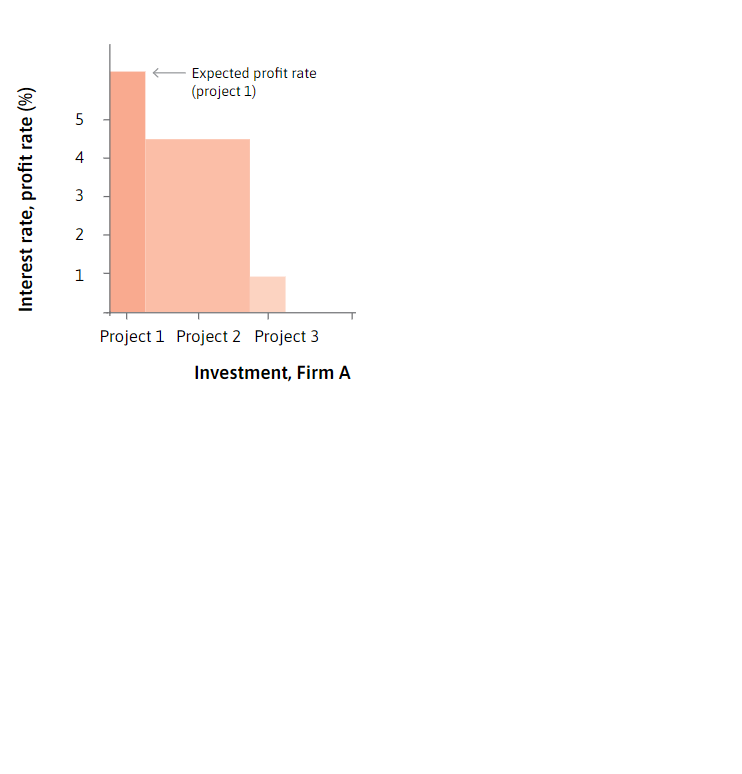 Expected profit rate
(project 1)
Interest rate, profit rate (%)
5
4
3
2
1
Project 1 Project 2 Project 3
Investment, Firm A